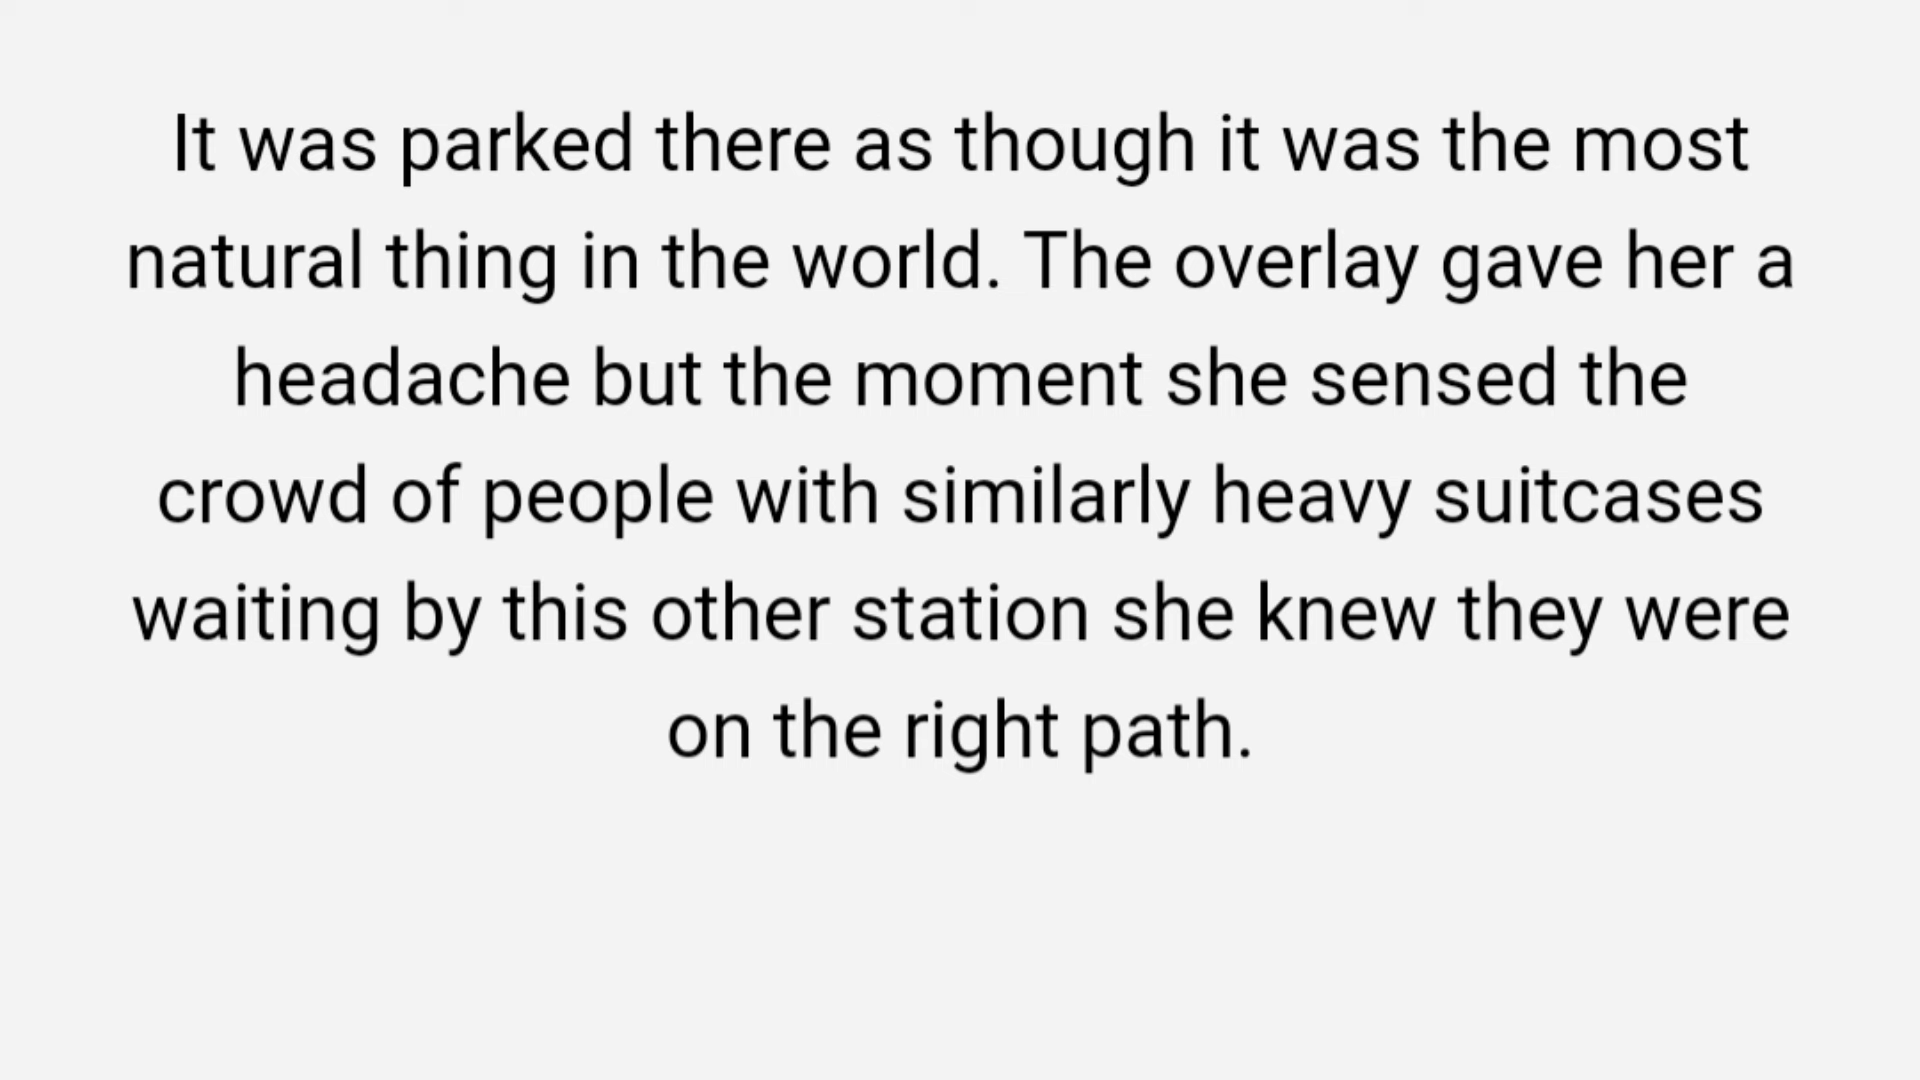 It was parked there as though it was the most
natural thing in the world. The overlay gave her a
headache but the moment she sensed the
crowd of people with similarly heavy suitcases
waiting by this other station she knew they were
on the right path.